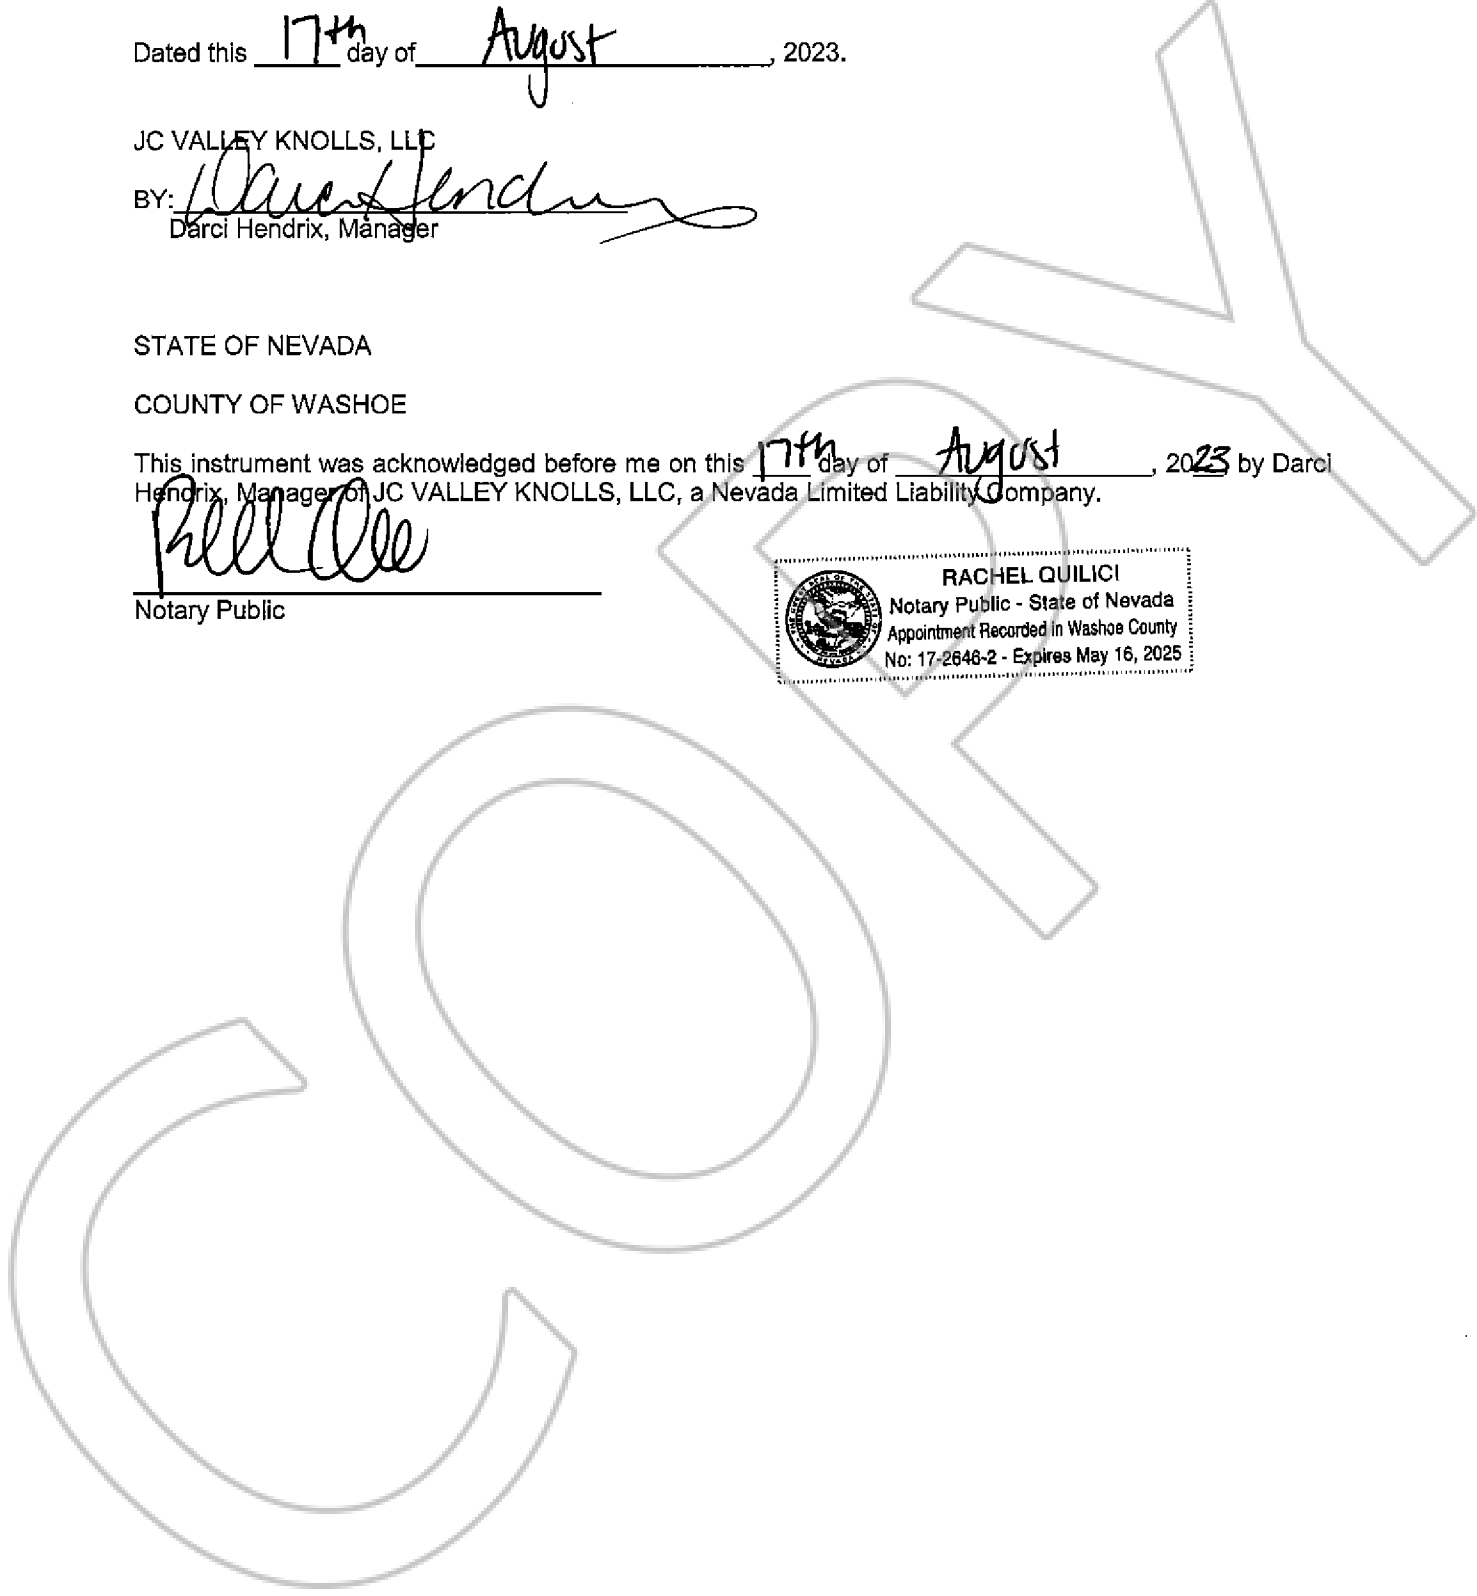 Dated this 17th day of August, 2023.
JC VALLEY KNOLLS, LLC
BY: Darci Hendrix
Darci Hendrix, Manager
STATE OF NEVADA
COUNTY OF WASHOE
This instrument was acknowledged before me on this 17th day of August, 2023 by Darci
Hendrix, Manager of JC VALLEY KNOLLS, LLC, a Nevada Limited Liability Company.
Notary Public
RACHEL QUILICI
Notary Public - State of Nevada
Appointment Recorded in Washoe County
No: 17-2646-2 - Expires May 16, 2025
COPY